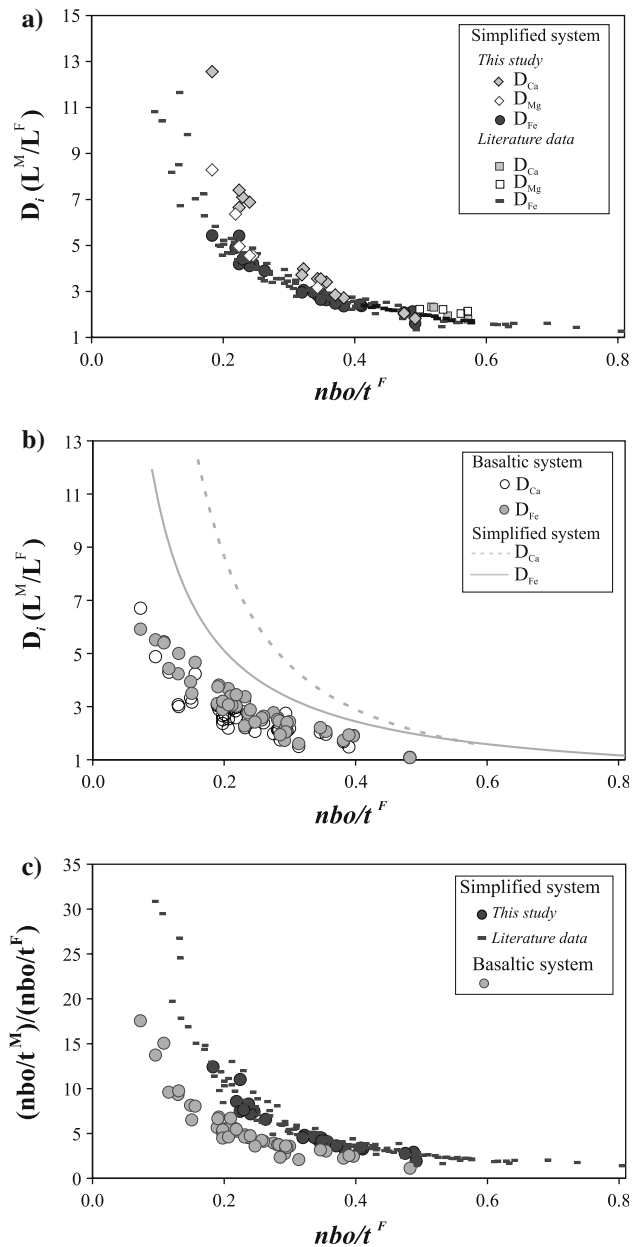 a)
15
13
11
9
7
5
3
1
D_i (L^M/L^F)
0.0 0.2 0.4 0.6 0.8
nbo/t^F
Simplified system
This study
D_Ca
D_Mg
D_Fe
Literature data
D_Ca
D_Mg
D_Fe
b)
13
11
9
7
5
3
1
D_i (L^M/L^F)
0.0 0.2 0.4 0.6 0.8
nbo/t^F
Basaltic system
D_Ca
D_Fe
Simplified system
D_Ca
D_Fe
c)
35
30
25
20
15
10
5
0
(nbo/t^M)/(nbo/t^F)
0.0 0.2 0.4 0.6 0.8
nbo/t^F
Simplified system
This study
Literature data
Basaltic system